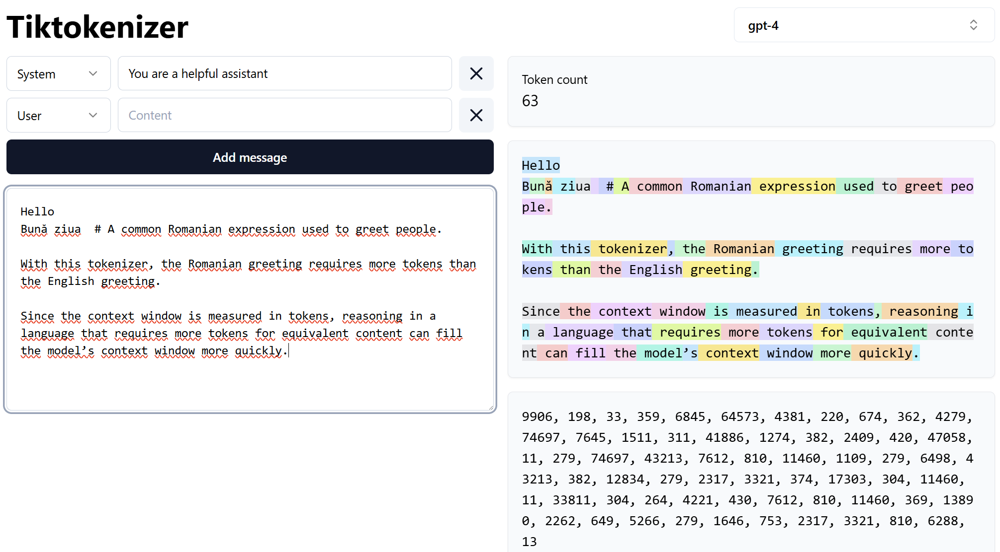 Tiktokenizer
gpt-4
System
You are a helpful assistant
User
Content
Add message
Hello
Bună ziua  # A common Romanian expression used to greet people.
With this tokenizer, the Romanian greeting requires more tokens than
the English greeting.
Since the context window is measured in tokens, reasoning in a
language that requires more tokens for equivalent content can fill
the model’s context window more quickly.
Token count
63
Hello
Bună ziua  # A common Romanian expression used to greet peo
ple.
With this tokenizer, the Romanian greeting requires more to
kens than the English greeting.
Since the context window is measured in tokens, reasoning i
n a language that requires more tokens for equivalent conte
nt can fill the model’s context window more quickly.
9906, 198, 33, 359, 6845, 64573, 4381, 220, 674, 362, 4279,
74697, 7645, 1511, 311, 41886, 1274, 382, 2409, 420, 47058,
11, 279, 74697, 43213, 7612, 810, 11460, 1109, 279, 6498, 4
3213, 382, 12834, 279, 2317, 3321, 374, 17303, 304, 11460,
11, 33811, 304, 264, 4221, 430, 7612, 810, 11460, 369, 1389
0, 2262, 649, 5266, 279, 1646, 753, 2317, 3321, 810, 6288,
13